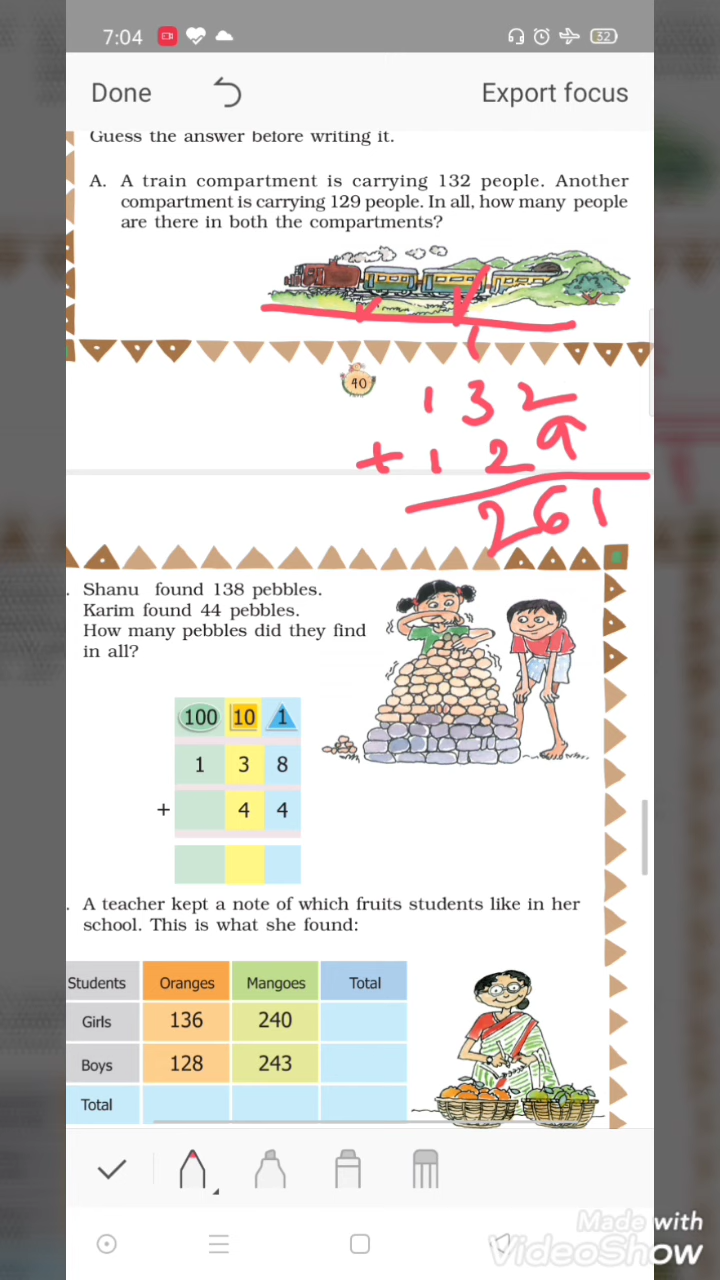 7:04 32
Done Export focus
Guess the answer before writing it.
A. A train compartment is carrying 132 people. Another
compartment is carrying 129 people. In all, how many people
are there in both the compartments?
40
1
132
+ 129
261
. Shanu found 138 pebbles.
Karim found 44 pebbles.
How many pebbles did they find
in all?
100 10 1
1 3 8
+ 4 4
. A teacher kept a note of which fruits students like in her
school. This is what she found:
Students Oranges Mangoes Total
Girls 136 240
Boys 128 243
Total
Made with
VideoShow